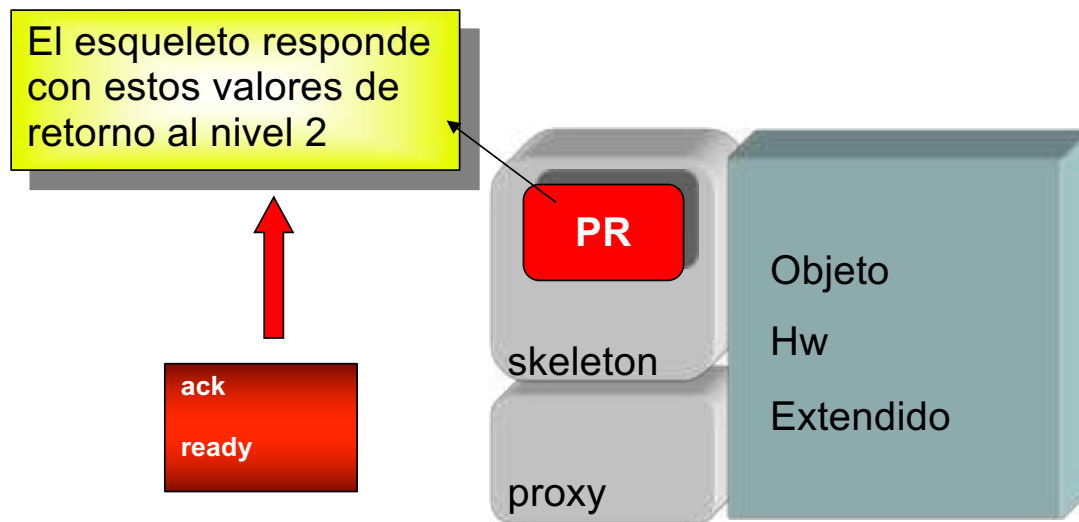 El esqueleto responde
con estos valores de
retorno al nivel 2
PR
skeleton
proxy
Objeto
Hw
Extendido
ack
ready